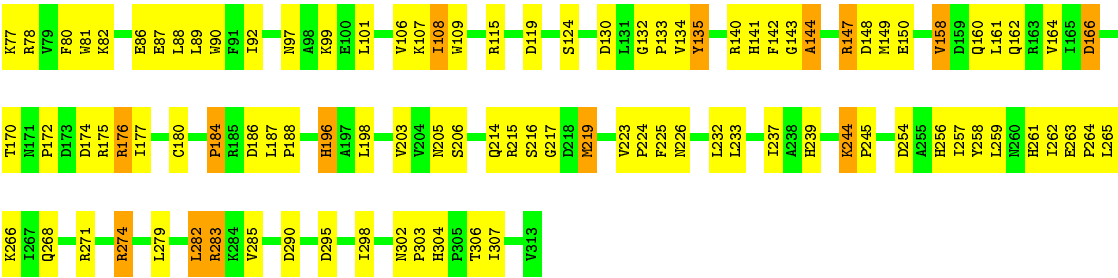 K77 R78 V79 F80 W81 K82 E86 E87 L88 L89 W90 F91 I92 N97 A98 K99 E100 L101 V106 K107 I108 W109 R115 D119 S124 D130 L131 G132 P133 V134 Y135 R140 H141 F142 G143 A144 R147 D148 M149 E150 V158 D159 Q160 L161 Q162 R163 V164 I165 D166
T170 N171 P172 D173 D174 R175 R176 I177 C180 P184 R185 D186 L187 P188 H196 A197 L198 V203 V204 N205 S206 Q214 R215 S216 G217 D218 M219 V223 P224 F225 N226 L232 L233 I237 A238 H239 K244 P245 D254 A255 H256 I257 Y258 L259 N260 H261 I262 E263 P264 L265
K266 I267 Q268 R271 R274 L279 L282 R283 K284 V285 D290 D295 I298 N302 P303 H304 P305 T306 I307 V313